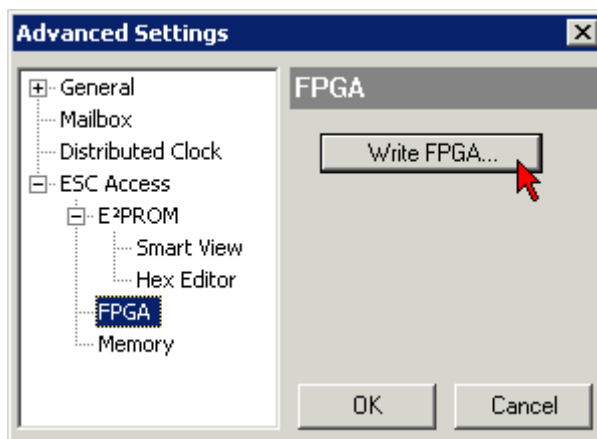 Advanced Settings
General
Mailbox
Distributed Clock
ESC Access
E²PROM
Smart View
Hex Editor
FPGA
Memory
FPGA
Write FPGA...
OK Cancel